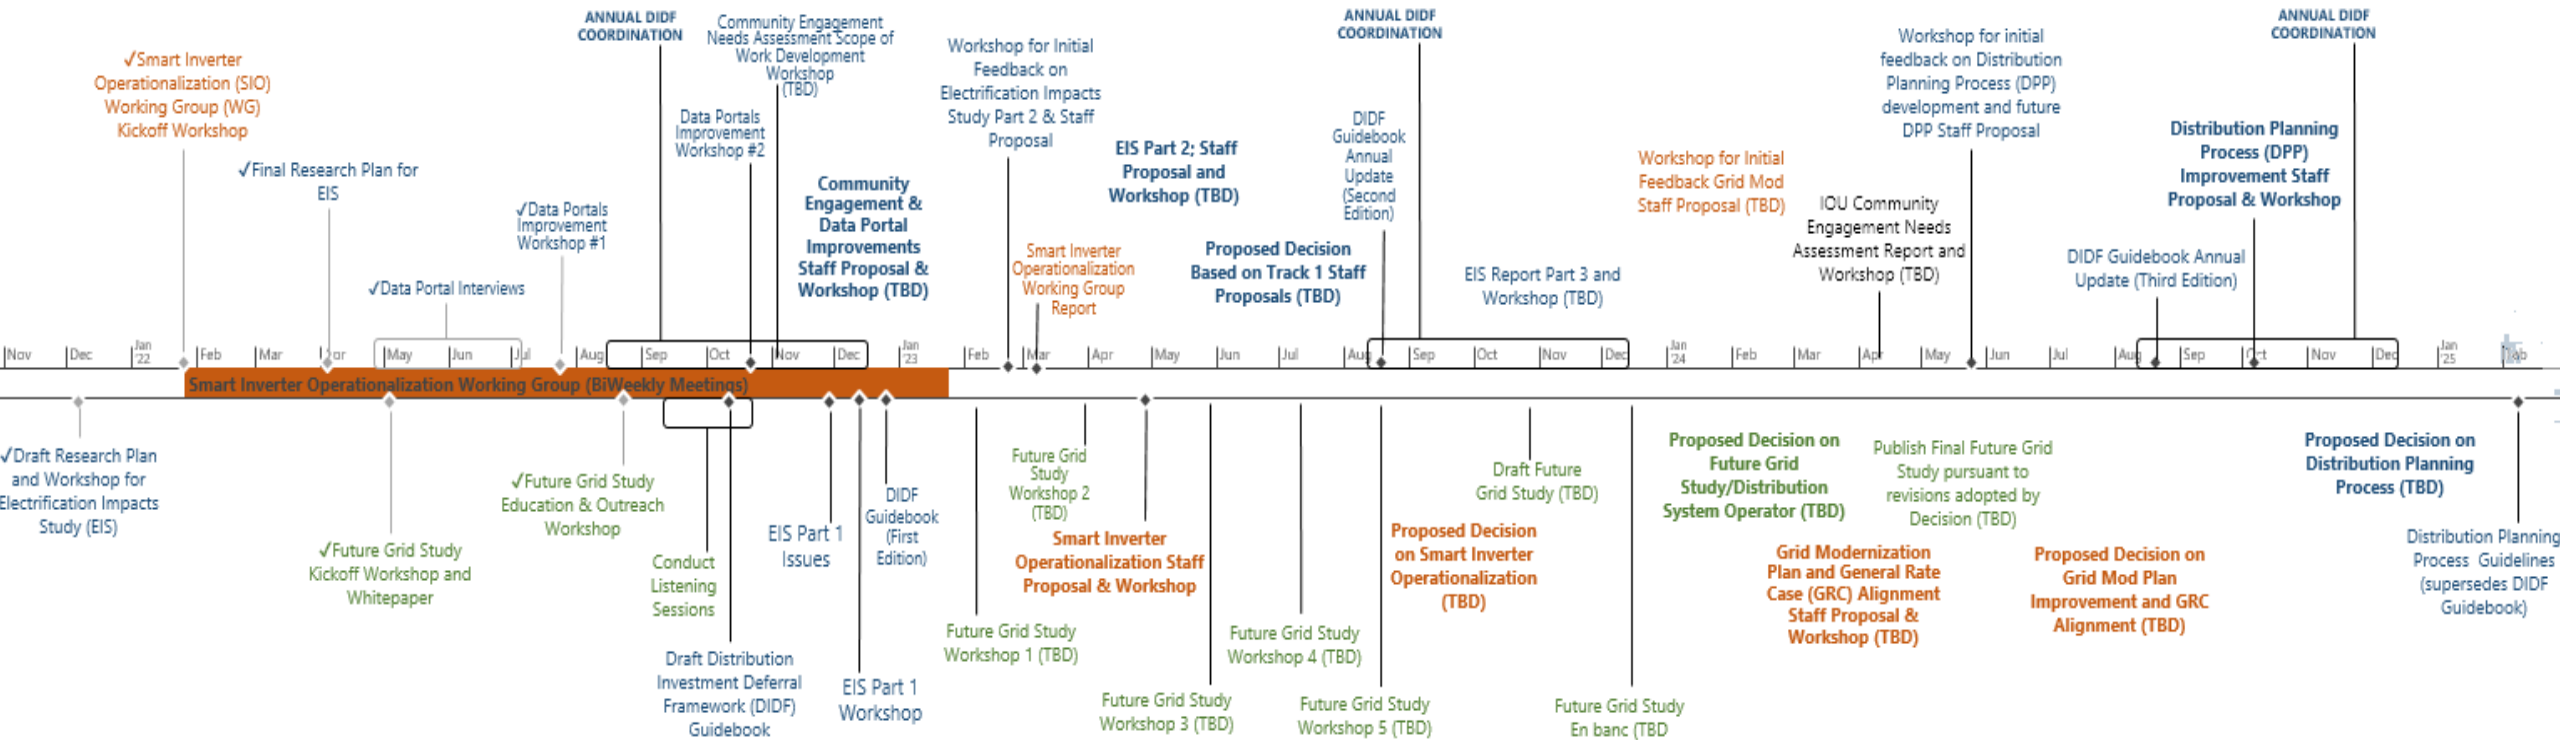 ANNUAL DIDF
COORDINATION
Community Engagement
Needs Assessment Scope of
Work Development
Workshop
(TBD)
ANNUAL DIDF
COORDINATION
ANNUAL DIDF
COORDINATION
✓Smart Inverter
Operationalization (SIO)
Working Group (WG)
Kickoff Workshop
✓Final Research Plan for
EIS
✓Data Portal Interviews
✓Data Portals
Improvement
Workshop #1
Data Portals
Improvement
Workshop #2
Community
Engagement &
Data Portal
Improvements
Staff Proposal &
Workshop (TBD)
Workshop for Initial
Feedback on
Electrification Impacts
Study Part 2 & Staff
Proposal
Smart Inverter
Operationalization
Working Group
Report
EIS Part 2; Staff
Proposal and
Workshop (TBD)
Proposed Decision
Based on Track 1 Staff
Proposals (TBD)
DIDF
Guidebook
Annual
Update
(Second
Edition)
EIS Report Part 3 and
Workshop (TBD)
Workshop for Initial
Feedback Grid Mod
Staff Proposal (TBD)
IOU Community
Engagement Needs
Assessment Report and
Workshop (TBD)
Workshop for initial
feedback on Distribution
Planning Process (DPP)
development and future
DPP Staff Proposal
DIDF Guidebook Annual
Update (Third Edition)
Distribution Planning
Process (DPP)
Improvement Staff
Proposal & Workshop
Nov Dec Jan '22 Feb Mar Apr May Jun Jul Aug Sep Oct Nov Dec Jan '23 Feb Mar Apr May Jun Jul Aug Sep Oct Nov Dec Jan '24 Feb Mar Apr May Jun Jul Aug Sep Oct Nov Dec Jan '25 Feb
Smart Inverter Operationalization Working Group (BiWeekly Meetings)
✓Draft Research Plan
and Workshop for
Electrification Impacts
Study (EIS)
✓Future Grid Study
Kickoff Workshop and
Whitepaper
✓Future Grid Study
Education & Outreach
Workshop
Conduct
Listening
Sessions
Draft Distribution
Investment Deferral
Framework (DIDF)
Guidebook
EIS Part 1
Issues
EIS Part 1
Workshop
DIDF
Guidebook
(First
Edition)
Future Grid Study
Workshop 1 (TBD)
Future Grid
Study
Workshop 2
(TBD)
Smart Inverter
Operationalization Staff
Proposal & Workshop
Future Grid Study
Workshop 3 (TBD)
Future Grid Study
Workshop 4 (TBD)
Future Grid Study
Workshop 5 (TBD)
Proposed Decision
on Smart Inverter
Operationalization
(TBD)
Draft Future
Grid Study (TBD)
Future Grid Study
En banc (TBD
Proposed Decision on
Future Grid
Study/Distribution
System Operator (TBD)
Grid Modernization
Plan and General Rate
Case (GRC) Alignment
Staff Proposal &
Workshop (TBD)
Publish Final Future Grid
Study pursuant to
revisions adopted by
Decision (TBD)
Proposed Decision on
Grid Mod Plan
Improvement and GRC
Alignment (TBD)
Proposed Decision on
Distribution Planning
Process (TBD)
Distribution Planning
Process Guidelines
(supersedes DIDF
Guidebook)